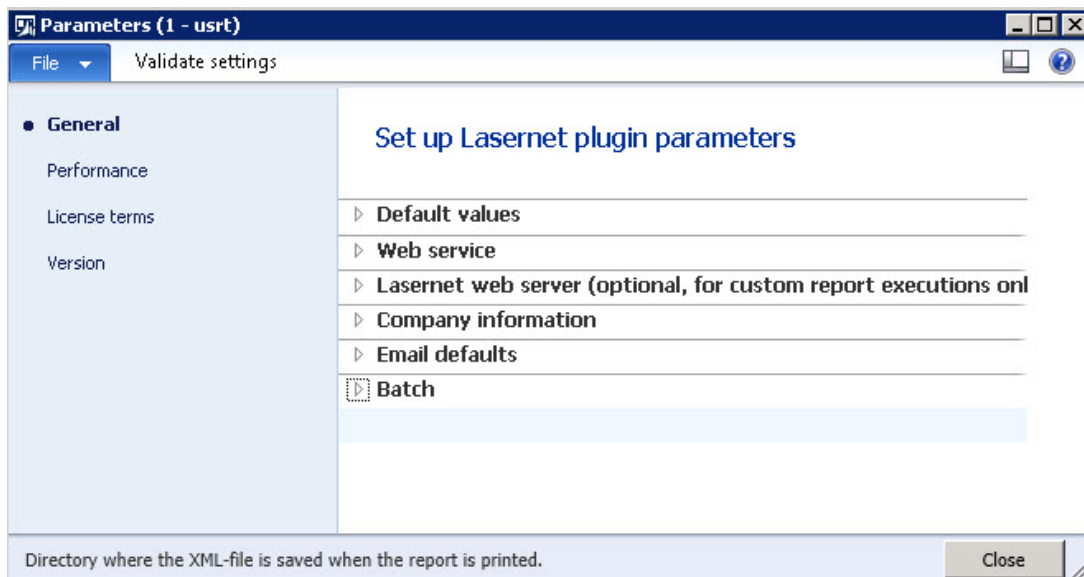 Parameters (1 - usrt)
File Validate settings
General
Performance
License terms
Version
Set up Lasernet plugin parameters
Default values
Web service
Lasernet web server (optional, for custom report executions onl
Company information
Email defaults
Batch
Directory where the XML-file is saved when the report is printed.
Close